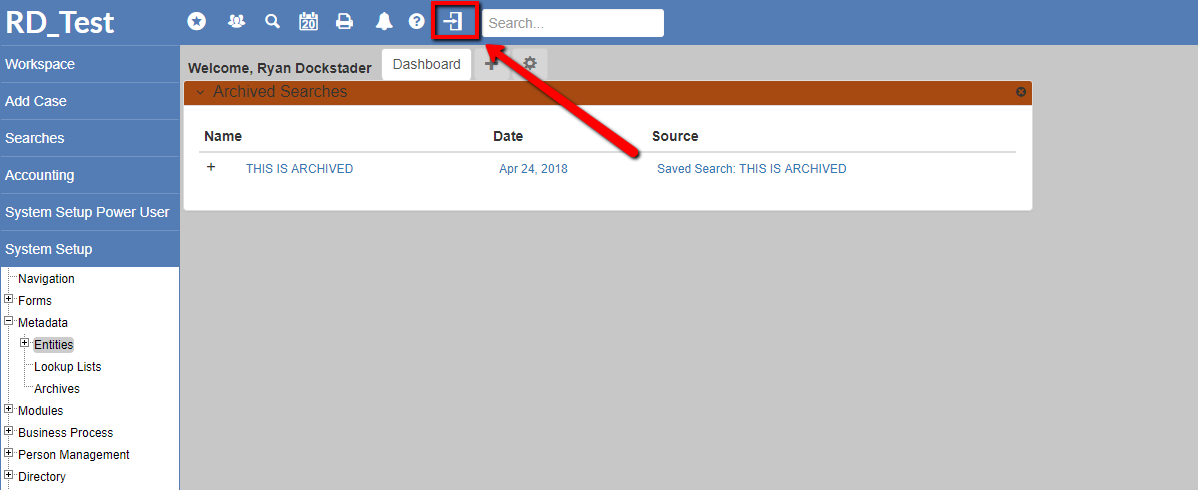 RD_Test
20
Search...
Workspace
Add Case
Searches
Accounting
System Setup Power User
System Setup
Navigation
Forms
Metadata
Entities
Lookup Lists
Archives
Modules
Business Process
Person Management
Directory
Welcome, Ryan Dockstader
Dashboard
Archived Searches
Name Date Source
THIS IS ARCHIVED Apr 24, 2018 Saved Search: THIS IS ARCHIVED